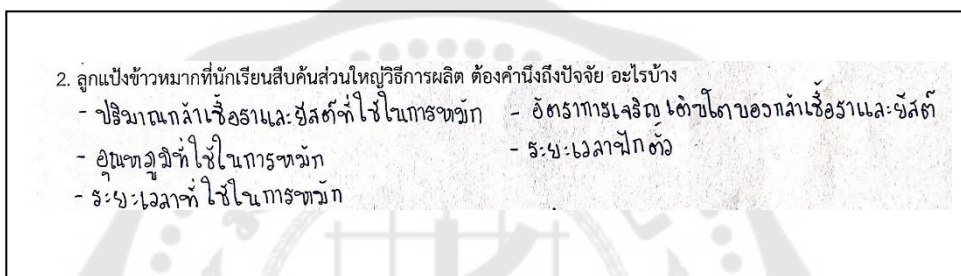 2. ลูกแป้งข้าวหมากที่นักเรียนสืบค้นส่วนใหญ่วิธีการผลิต ต้องคำนึงถึงปัจจัย อะไรบ้าง
- ปริมาณกล้าเชื้อราและยีสต์ที่ใช้ในการหมัก - อัตราการเจริญเติบโตของกล้าเชื้อราและยีสต์
- อุณหภูมิที่ใช้ในการหมัก - ระยะเวลาฟักตัว
- ระยะเวลาที่ใช้ในการหมัก